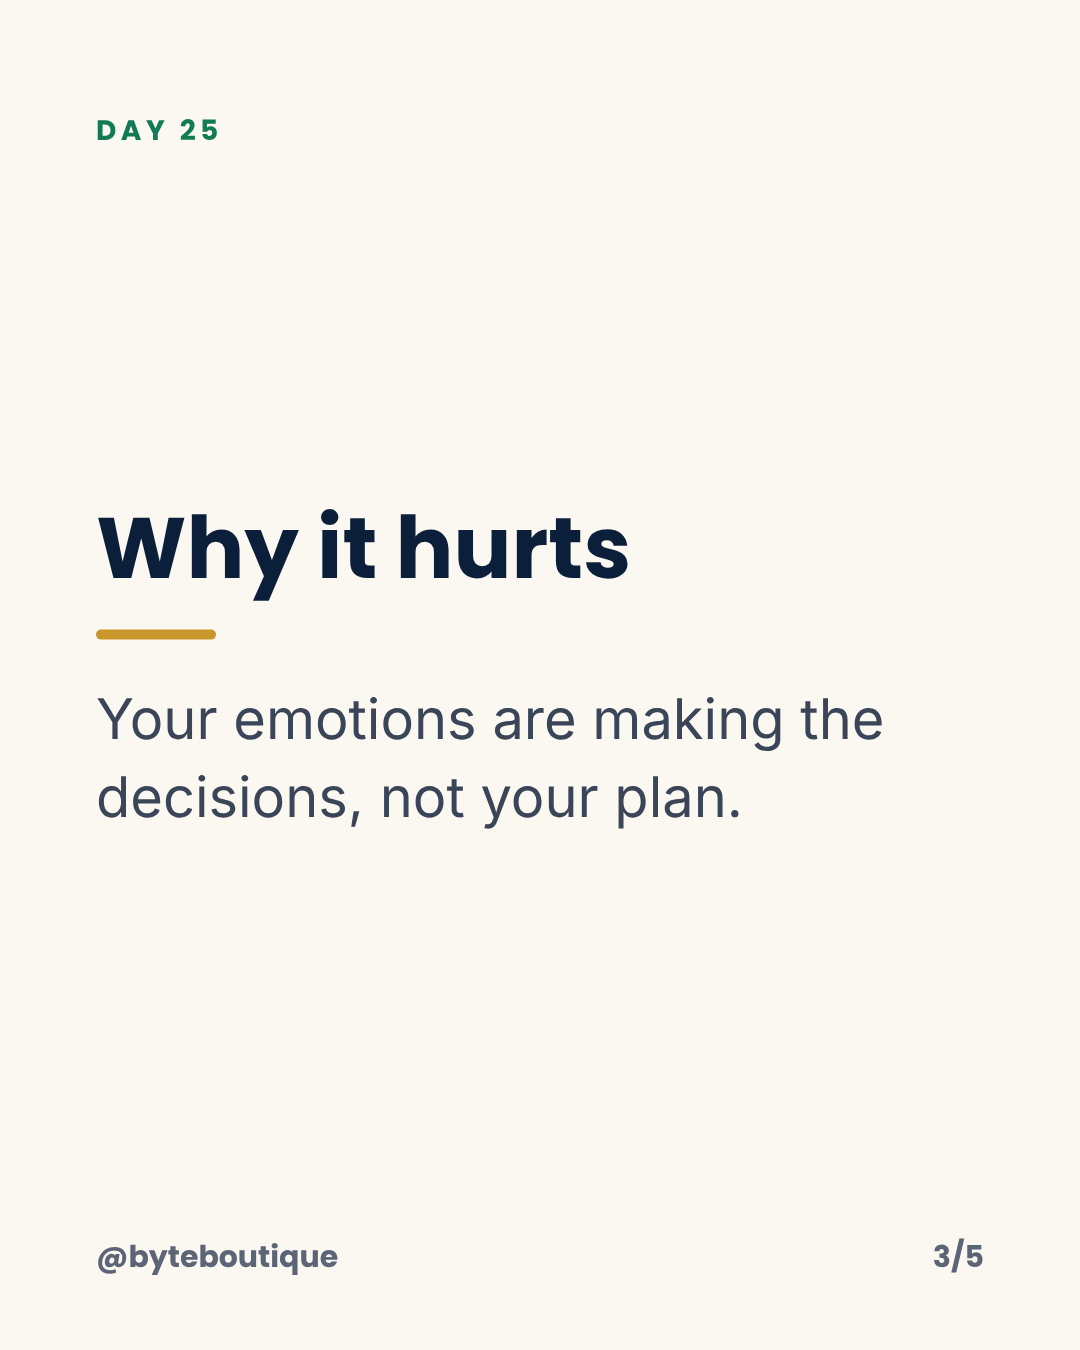 DAY 25
Why it hurts
Your emotions are making the
decisions, not your plan.
@byteboutique
3/5